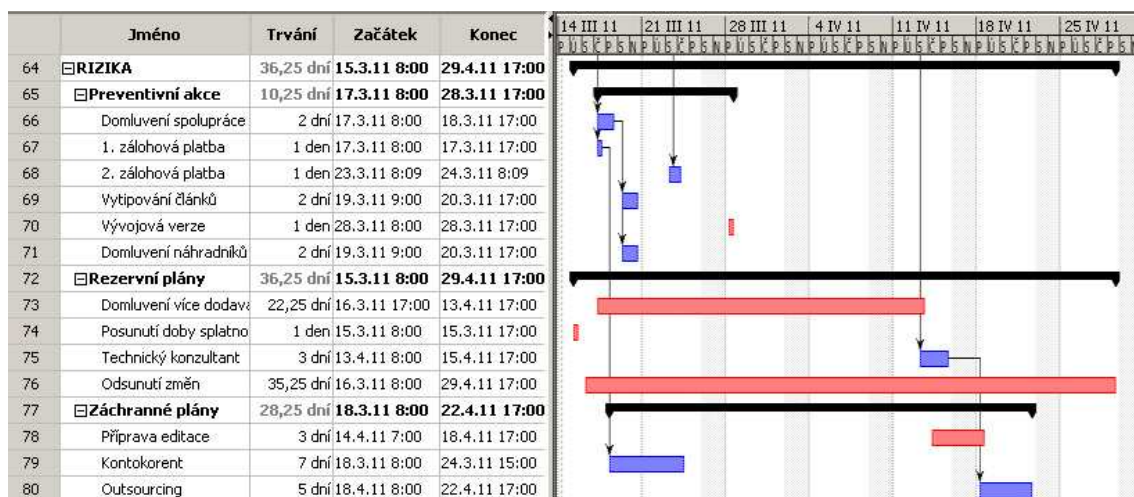 Jméno Trvání Začátek Konec 14 III 11 21 III 11 28 III 11 4 IV 11 11 IV 11 18 IV 11 25 IV 11
P Ú S Č P S N P Ú S Č P S N P Ú S Č P S N P Ú S Č P S N P Ú S Č P S N P Ú S Č P S N P Ú S Č P S N
64 RIZIKA 36,25 dní 15.3.11 8:00 29.4.11 17:00
65 Preventivní akce 10,25 dní 17.3.11 8:00 28.3.11 17:00
66 Domluvení spolupráce 2 dní 17.3.11 8:00 18.3.11 17:00
67 1. zálohová platba 1 den 17.3.11 8:00 17.3.11 17:00
68 2. zálohová platba 1 den 23.3.11 8:09 24.3.11 8:09
69 Vytipování článků 2 dní 19.3.11 9:00 20.3.11 17:00
70 Vývojová verze 1 den 28.3.11 8:00 28.3.11 17:00
71 Domluvení náhradníků 2 dní 19.3.11 9:00 20.3.11 17:00
72 Rezervní plány 36,25 dní 15.3.11 8:00 29.4.11 17:00
73 Domluvení více dodava 22,25 dní 16.3.11 17:00 13.4.11 17:00
74 Posunutí doby splatno 1 den 15.3.11 8:00 15.3.11 17:00
75 Technický konzultant 3 dní 13.4.11 8:00 15.4.11 17:00
76 Odsunutí změn 35,25 dní 16.3.11 8:00 29.4.11 17:00
77 Záchranné plány 28,25 dní 18.3.11 8:00 22.4.11 17:00
78 Příprava editace 3 dní 14.4.11 7:00 18.4.11 17:00
79 Kontokorent 7 dní 18.3.11 8:00 24.3.11 15:00
80 Outsourcing 5 dní 18.4.11 8:00 22.4.11 17:00